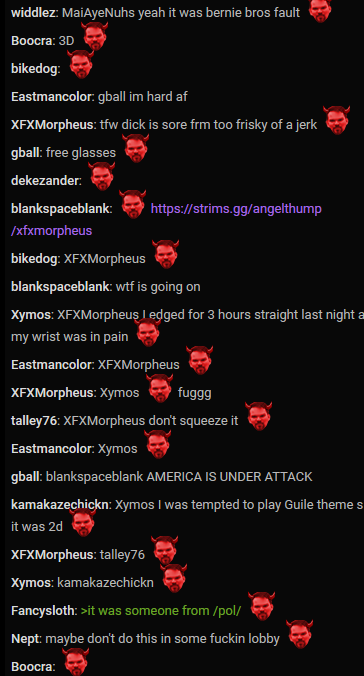 widdlez: MaiAyeNuhs yeah it was bernie bros fault
Boocra: 3D
bikedog:
Eastmancolor: gball im hard af
XFXMorpheus: tfw dick is sore frm too frisky of a jerk
gball: free glasses
dekezander:
blankspaceblank: https://strims.gg/angelthump
/xfxmorpheus
bikedog: XFXMorpheus
blankspaceblank: wtf is going on
Xymos: XFXMorpheus I edged for 3 hours straight last night a
my wrist was in pain
Eastmancolor: XFXMorpheus
XFXMorpheus: Xymos fuggg
talley76: XFXMorpheus don't squeeze it
Eastmancolor: Xymos
gball: blankspaceblank AMERICA IS UNDER ATTACK
kamakazechickn: Xymos I was tempted to play Guile theme s
it was 2d
XFXMorpheus: talley76
Xymos: kamakazechickn
Fancysloth: >it was someone from /pol/
Nept: maybe don't do this in some fuckin lobby
Boocra: